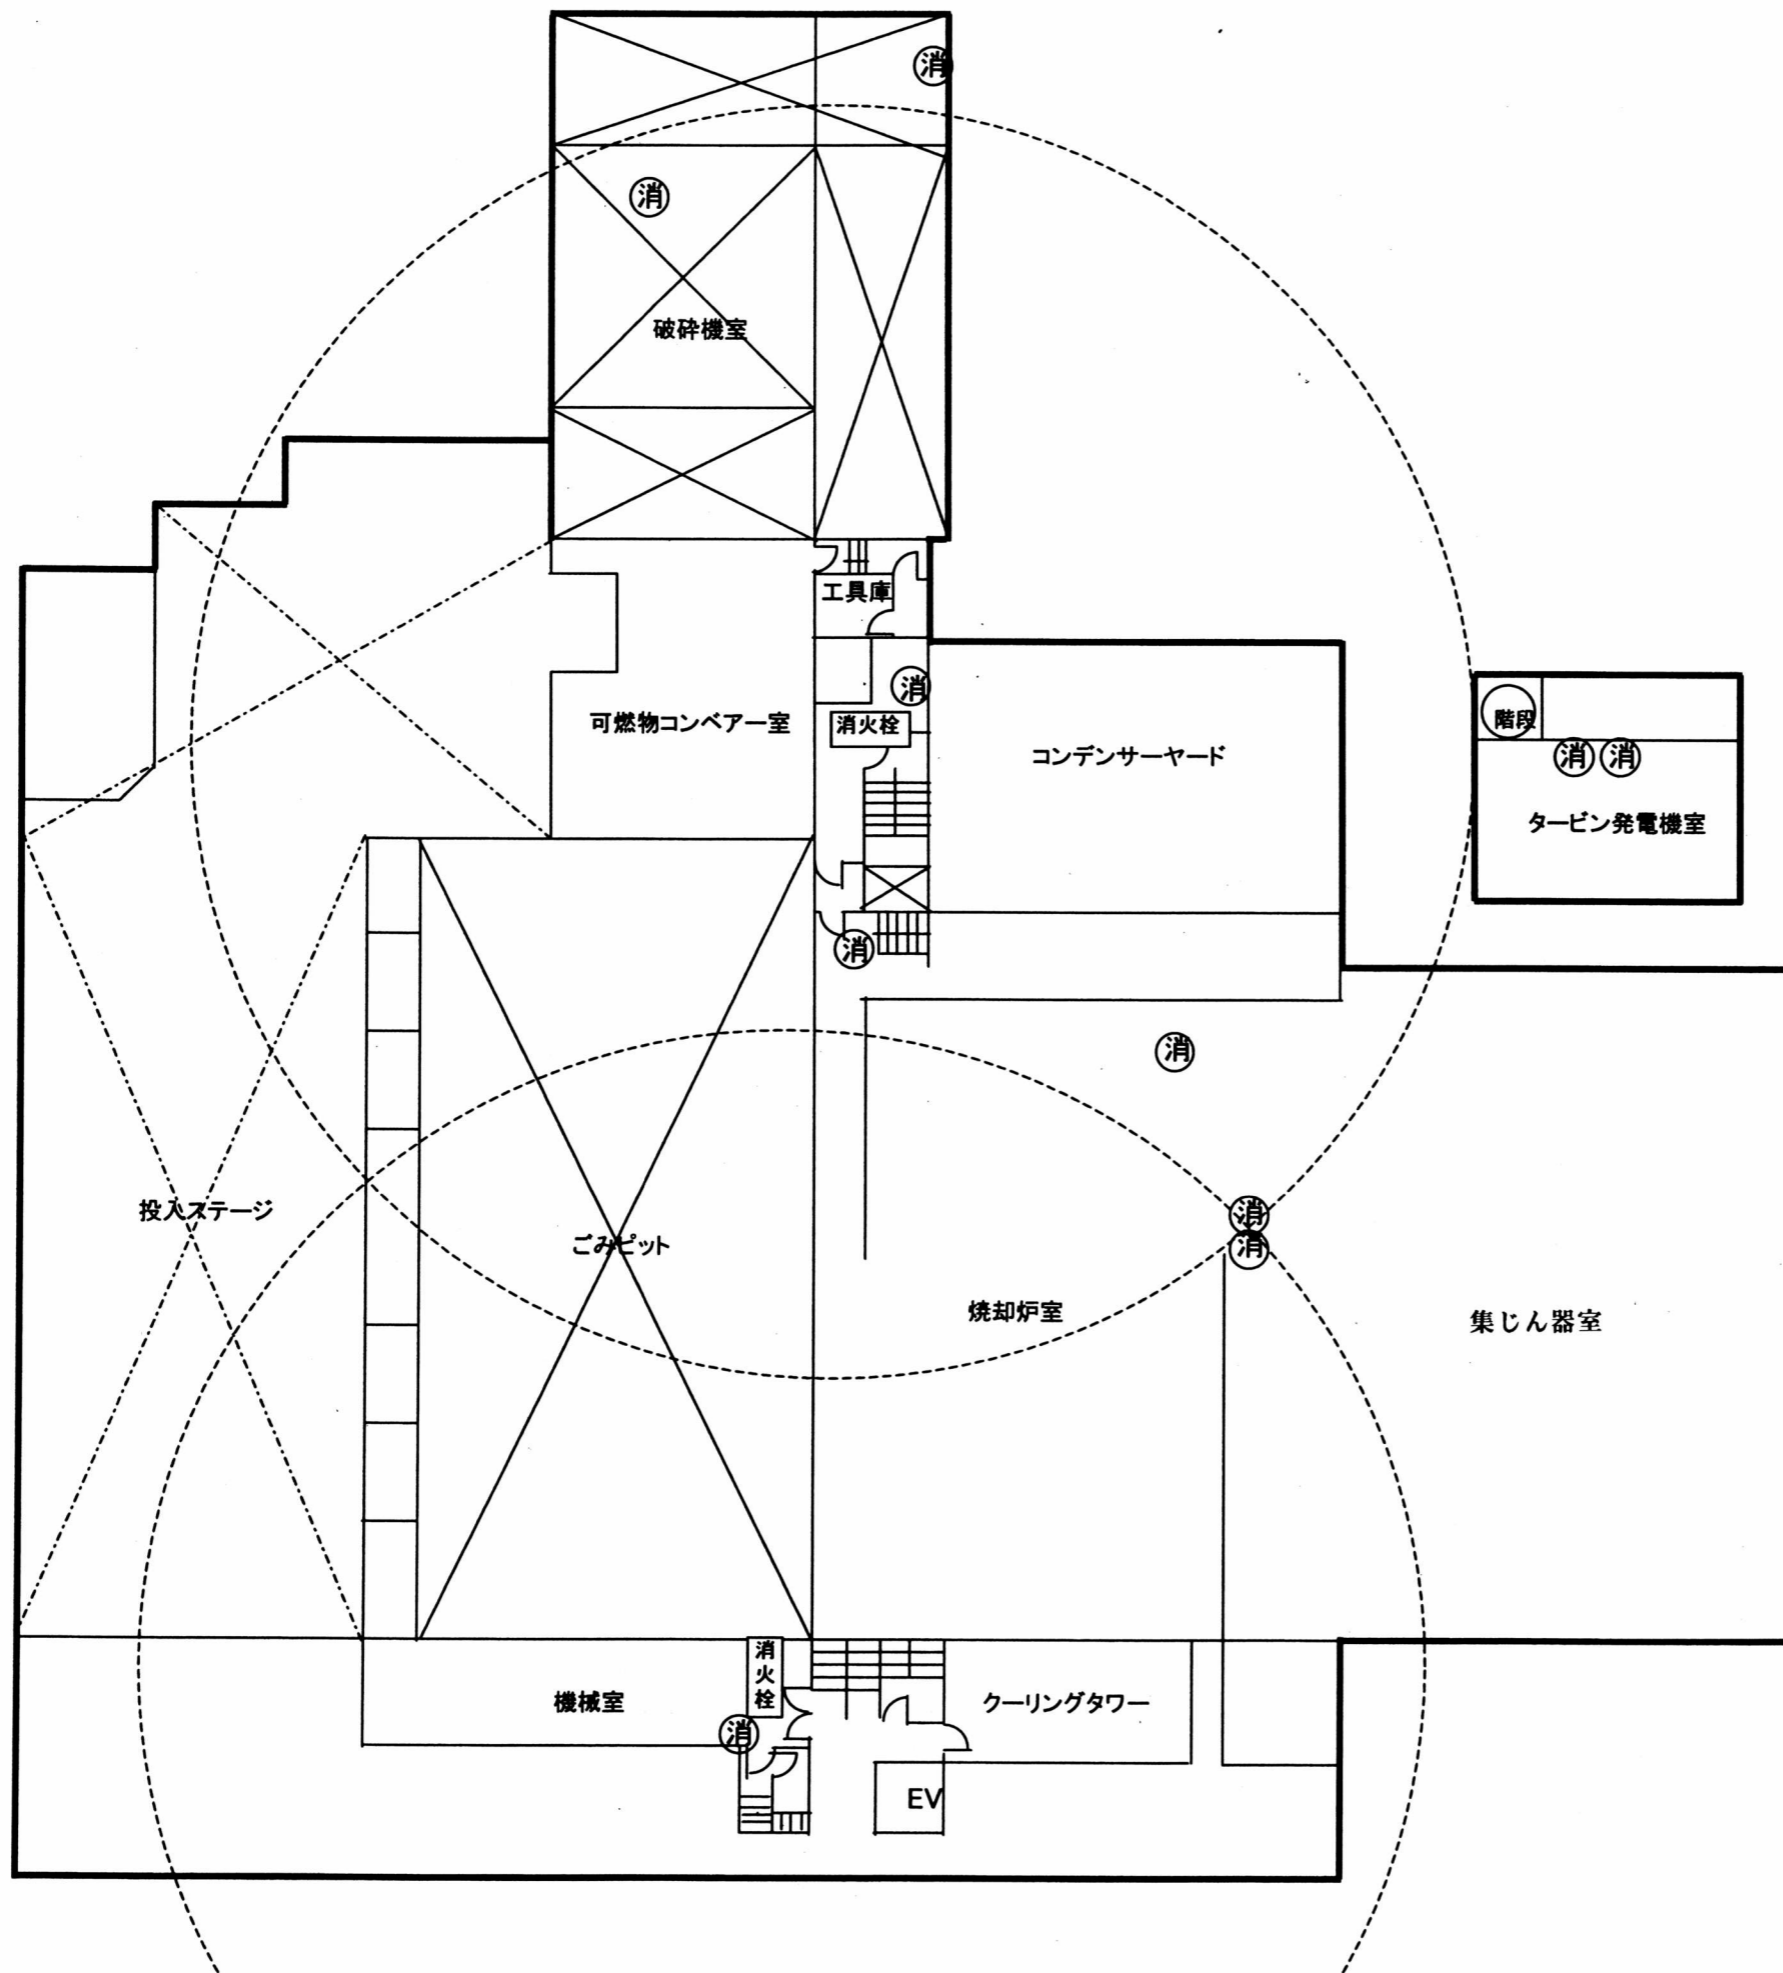 消
消
破砕機室
工具庫
消
可燃物コンベアー室
消火栓
階段
コンデンサーヤード
消 消
タービン発電機室
消
消
投入ステージ
消
ごみピット
消
焼却炉室
集じん器室
消火栓
機械室
クーリングタワー
消
EV